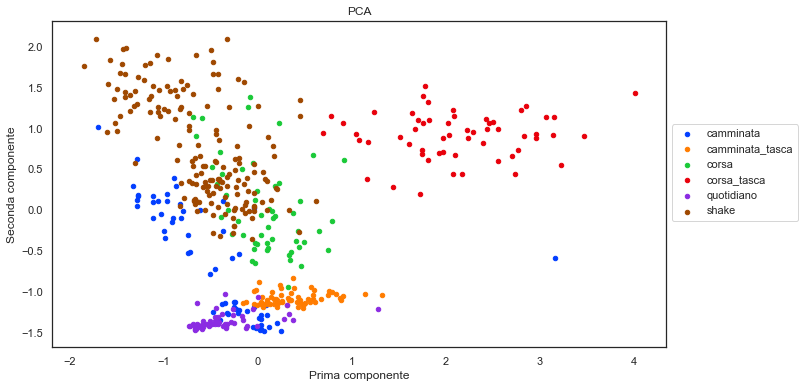 PCA
Seconda componente
2.0
1.5
1.0
0.5
0.0
−0.5
−1.0
−1.5
−2
−1
0
1
2
3
4
Prima componente
camminata
camminata_tasca
corsa
corsa_tasca
quotidiano
shake